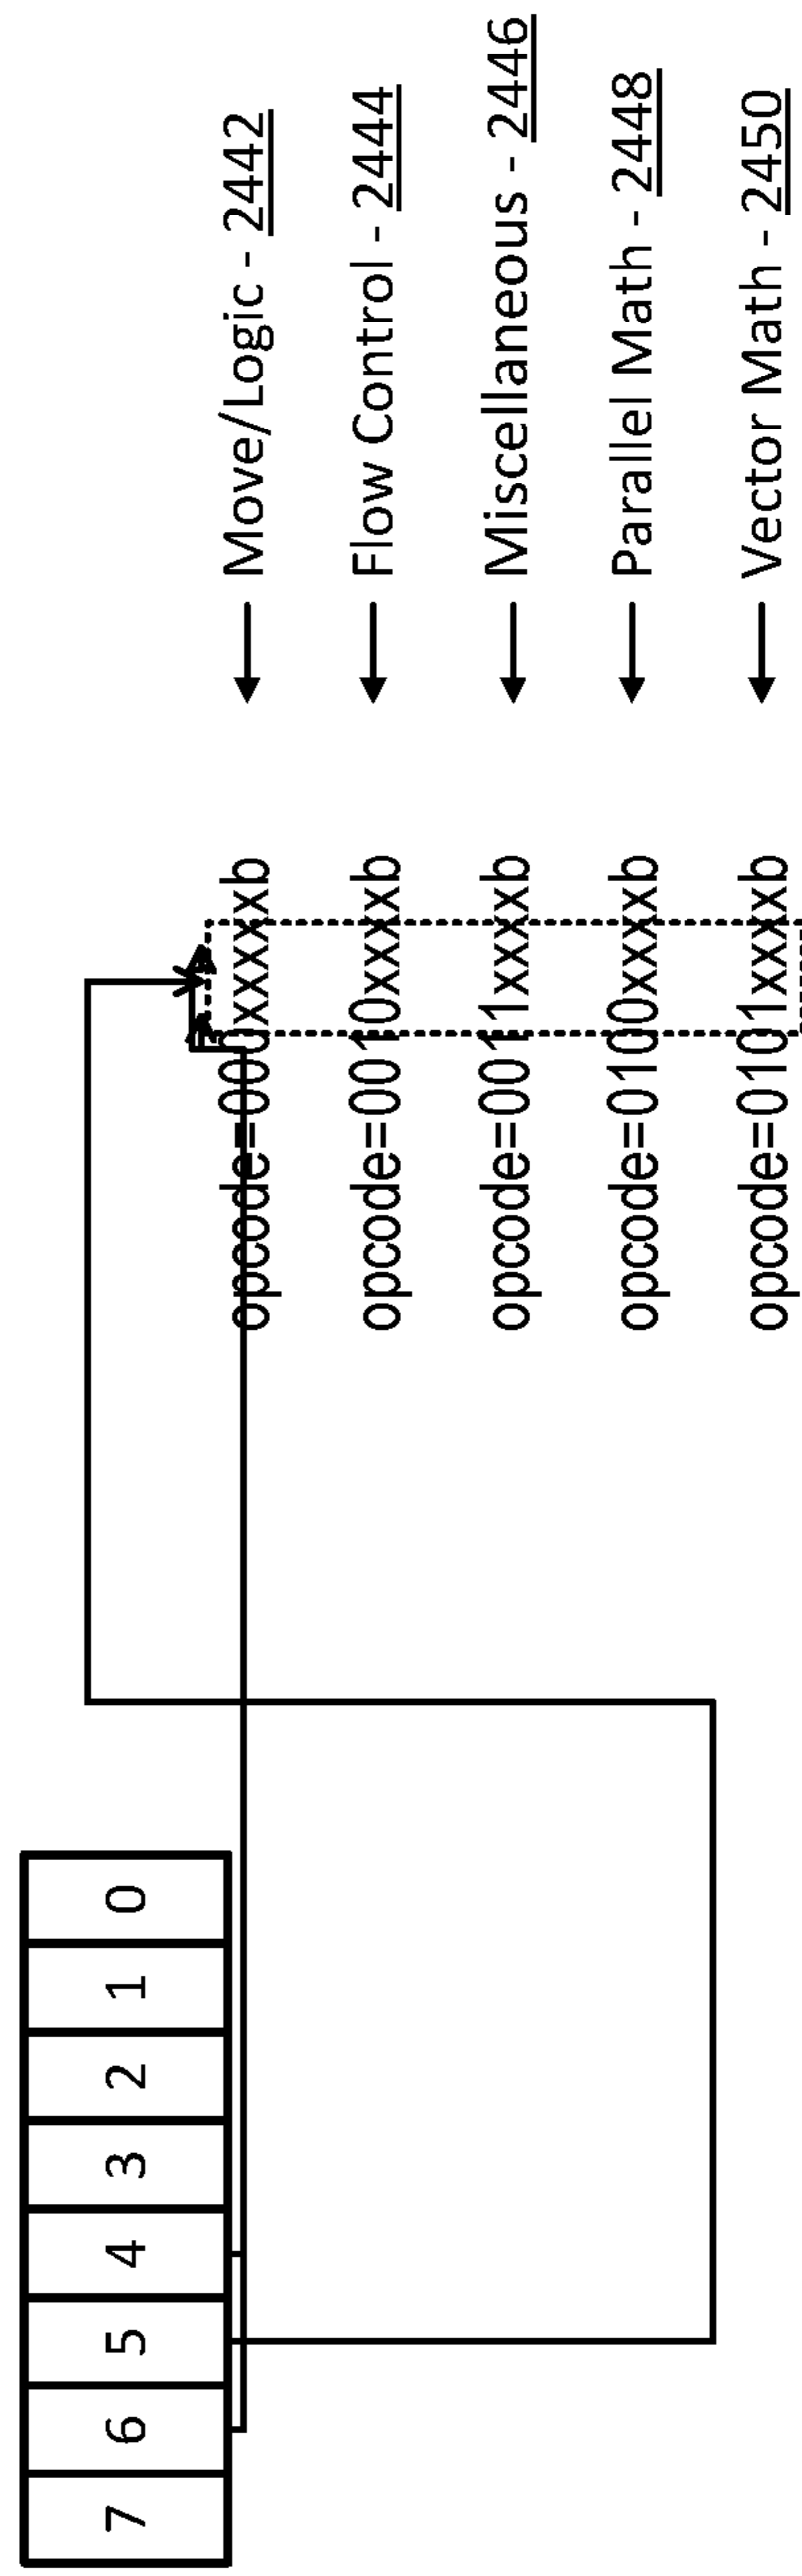 7 6 5 4 3 2 1 0
opcode=000xxxxxb ← Move/Logic - 2442
opcode=0010xxxxb ← Flow Control - 2444
opcode=0011xxxxb ← Miscellaneous - 2446
opcode=0100xxxxb ← Parallel Math - 2448
opcode=0101xxxxb ← Vector Math - 2450